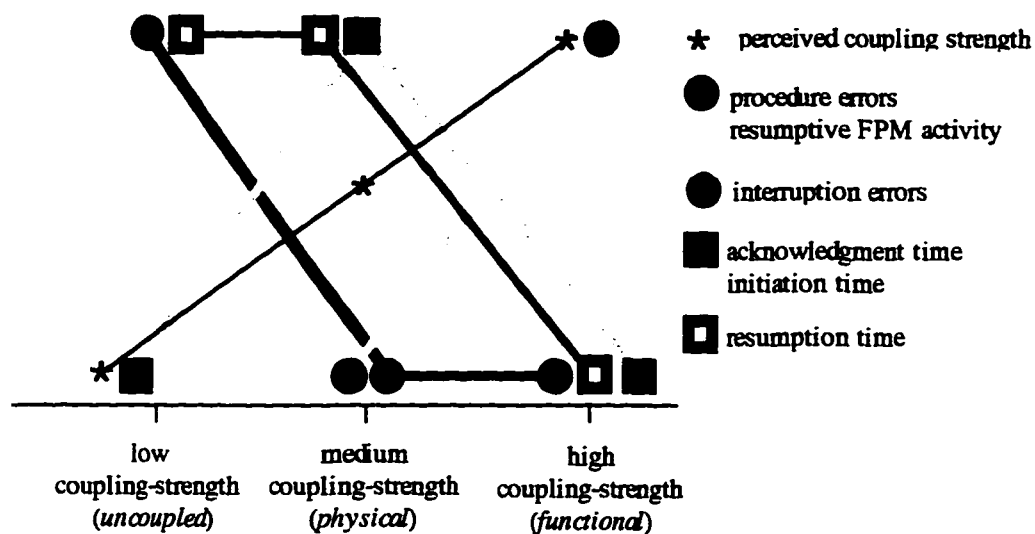 perceived coupling strength
procedure errors
resumptive FPM activity
interruption errors
acknowledgment time
initiation time
resumption time
low
coupling-strength
(uncoupled)
medium
coupling-strength
(physical)
high
coupling-strength
(functional)